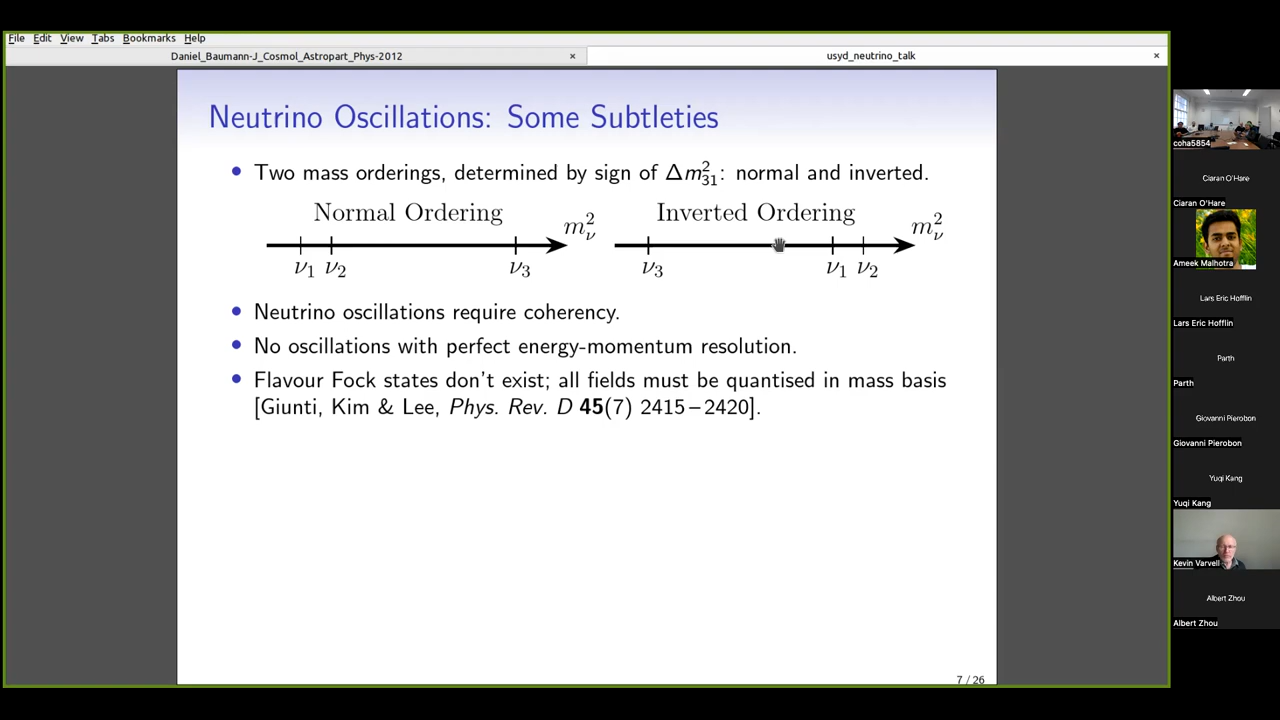 File Edit View Tabs Bookmarks Help
Daniel_Baumann-J_Cosmol_Astropart_Phys-2012 ×
usyd_neutrino_talk ×
Neutrino Oscillations: Some Subtleties
• Two mass orderings, determined by sign of Δm²₃₁: normal and inverted.
Normal Ordering
m²ᵥ
ν₁ ν₂ ν₃
Inverted Ordering
m²ᵥ
ν₃ ν₁ ν₂
• Neutrino oscillations require coherency.
• No oscillations with perfect energy-momentum resolution.
• Flavour Fock states don't exist; all fields must be quantised in mass basis
[Giunti, Kim & Lee, Phys. Rev. D 45(7) 2415–2420].
7 / 26
coha5854
Ciaran O'Hare
Ciaran O'Hare
Ameek Malhotra
Lars Eric Hofflin
Lars Eric Hofflin
Parth
Parth
Giovanni Pierobon
Giovanni Pierobon
Yuqi Kang
Yuqi Kang
Kevin Varvell
Albert Zhou
Albert Zhou